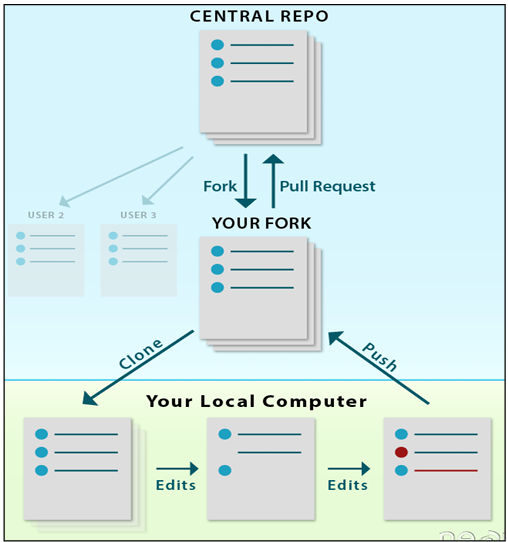 CENTRAL REPO
Fork
Pull Request
USER 2
USER 3
YOUR FORK
Clone
Push
Your Local Computer
Edits
Edits